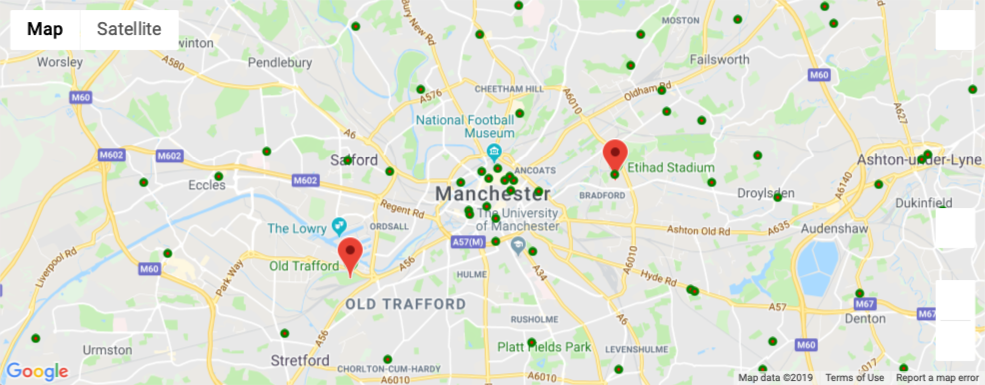 Map
Satellite
Bury New Rd
MOSTON
winton
Worsley
A580
Pendlebury
Failsworth
M60
A576
CHEETHAM HILL
A6010
Oldham Rd
M60
A627
National Football
Museum
A6
M602
M602
Salford
ANCOATS
Etihad Stadium
Ashton-under-Lyne
M602
Eccles
Manchester
BRADFORD
Droylsden
A6140
Dukinfield
Regent Rd
The University
of Manchester
The Lowry
ORDSALL
Ashton Old Rd
A635
Audenshaw
A57(M)
Liverpool Rd
M60
Park Way
Old Trafford
A56
HULME
A34
A6010
Hyde Rd
OLD TRAFFORD
A57
M67
M67
Denton
RUSHOLME
Urmston
Stretford
A56
Platt Fields Park
LEVENSHULME
M60
CHORLTON-CUM-HARDY
A6010
A6010
A6
Google
Map data ©2019
Terms of Use
Report a map error